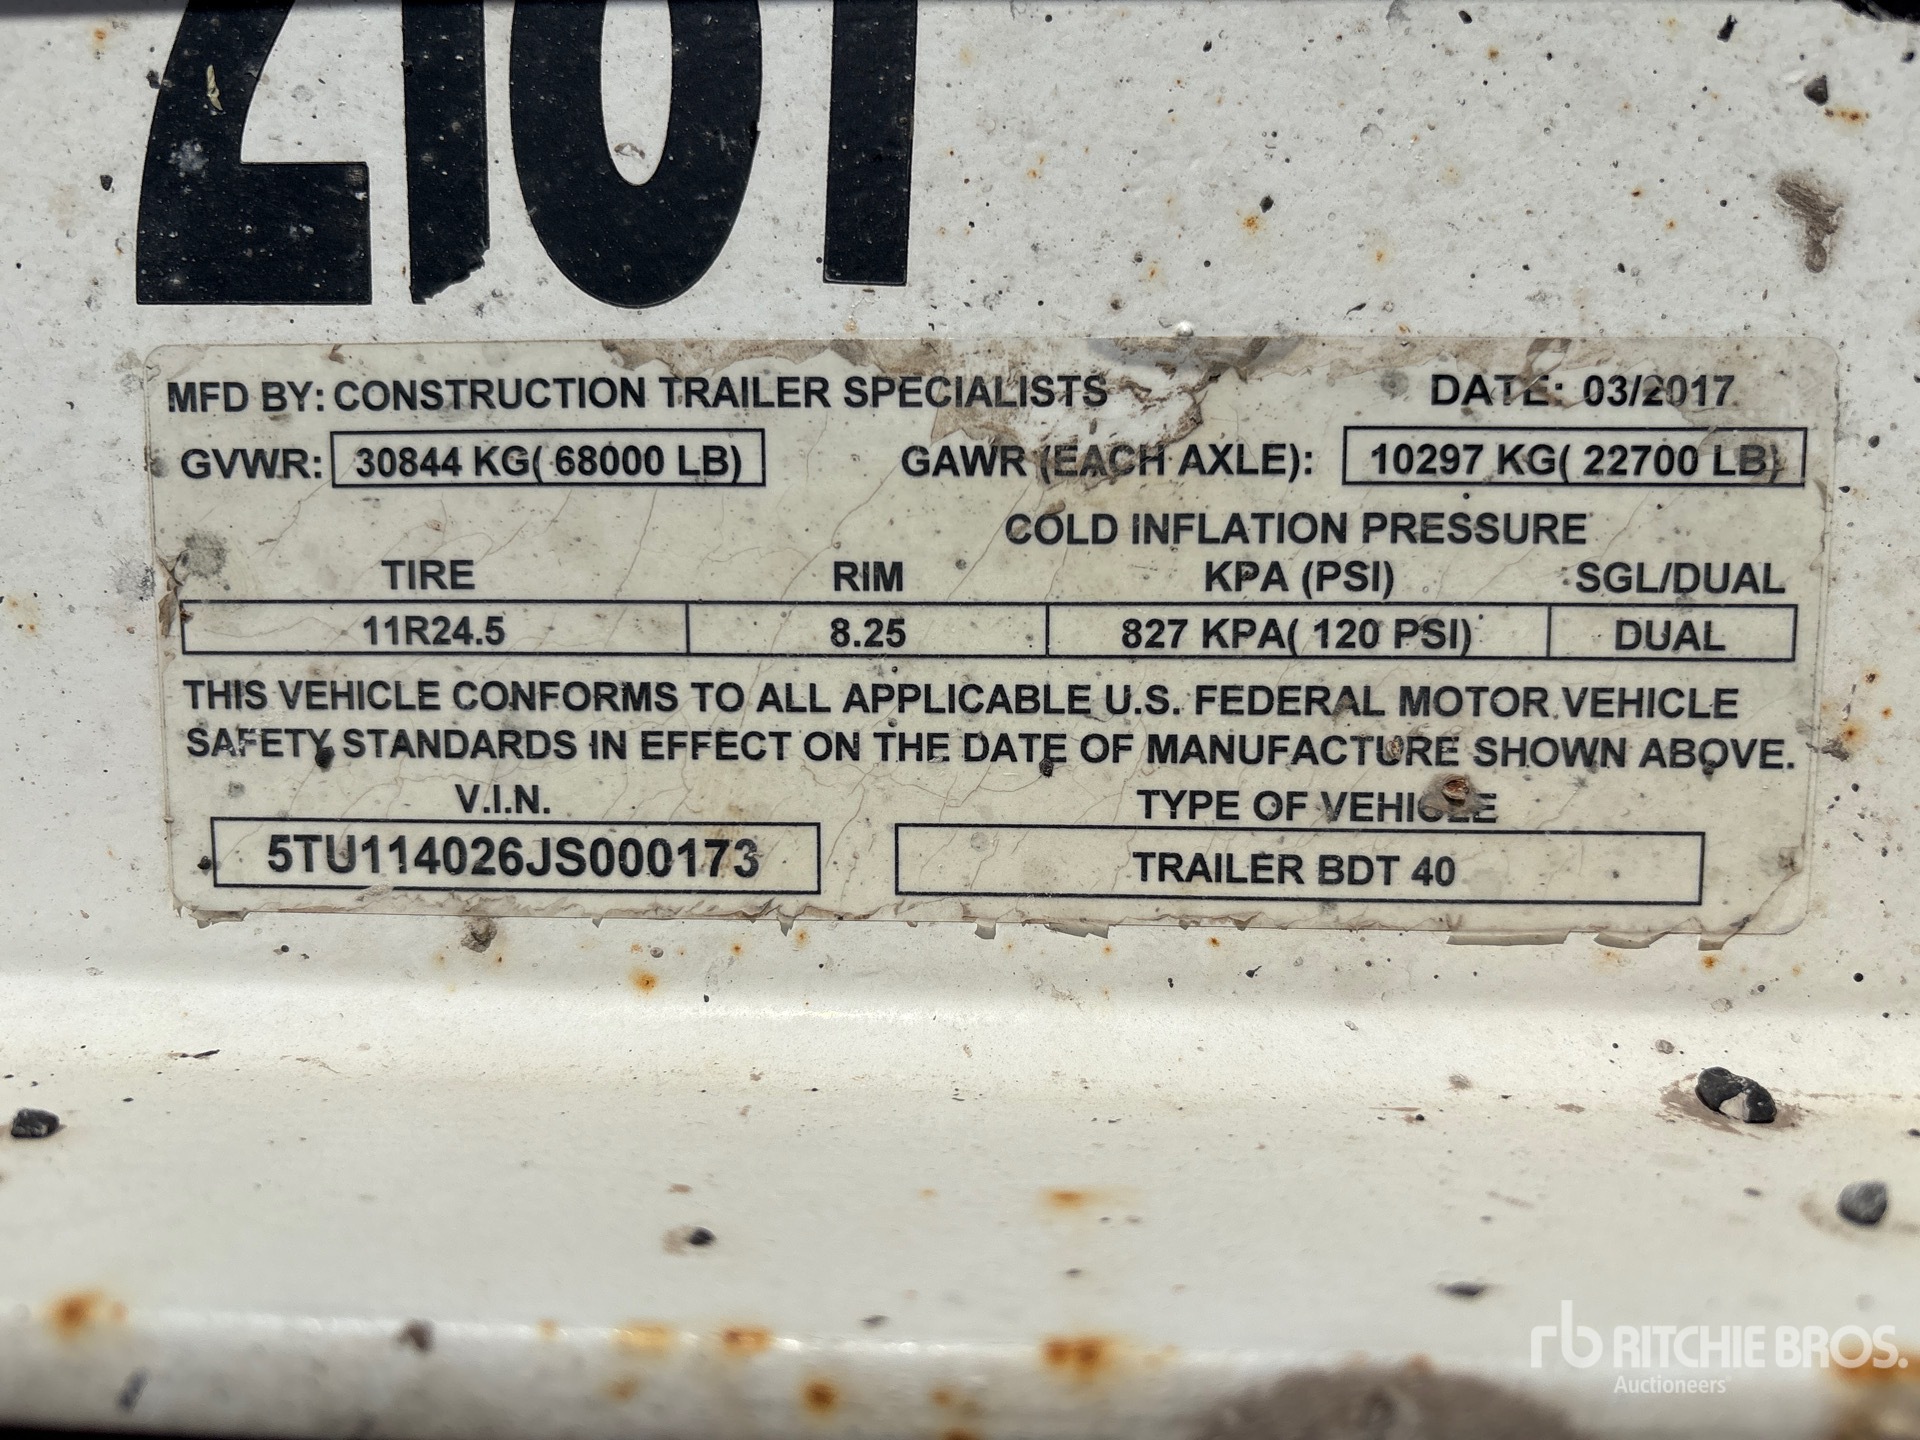 2101
MFD BY: CONSTRUCTION TRAILER SPECIALISTS DATE: 03/2017
GVWR: 30844 KG( 68000 LB) GAWR (EACH AXLE): 10297 KG( 22700 LB)
COLD INFLATION PRESSURE
TIRE RIM KPA (PSI) SGL/DUAL
11R24.5 8.25 827 KPA( 120 PSI) DUAL
THIS VEHICLE CONFORMS TO ALL APPLICABLE U.S. FEDERAL MOTOR VEHICLE
SAFETY STANDARDS IN EFFECT ON THE DATE OF MANUFACTURE SHOWN ABOVE.
V.I.N. TYPE OF VEHICLE
5TU114026JS000173 TRAILER BDT 40
rb RITCHIE BROS.
Auctioneers